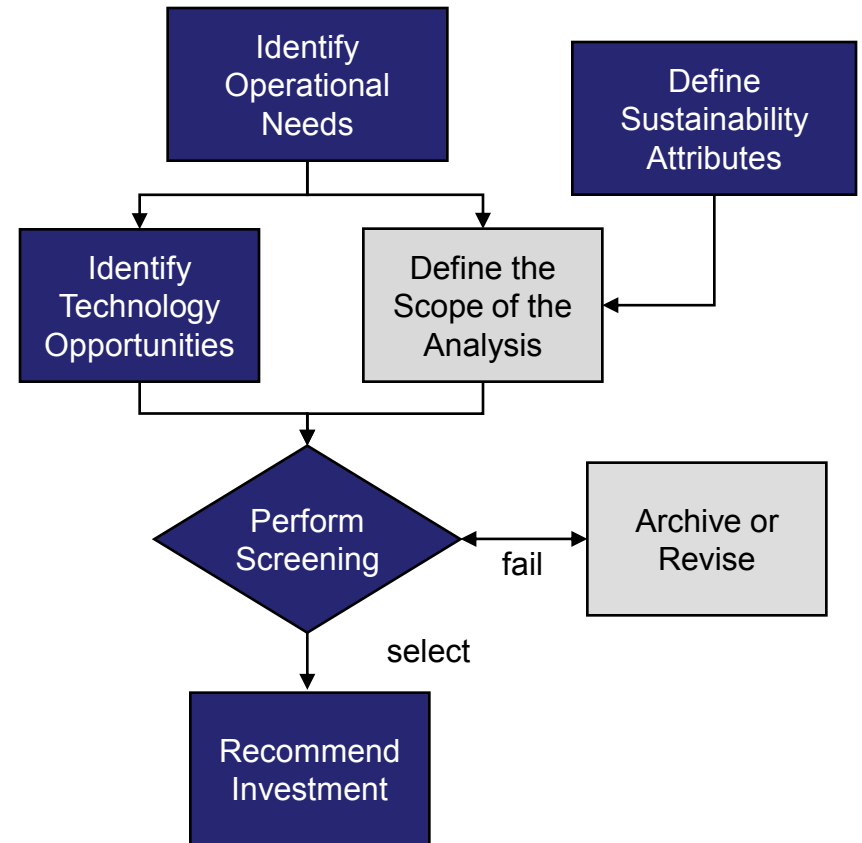 Identify
Operational
Needs
Define
Sustainability
Attributes
Identify
Technology
Opportunities
Define the
Scope of the
Analysis
Perform
Screening
fail
Archive or
Revise
select
Recommend
Investment